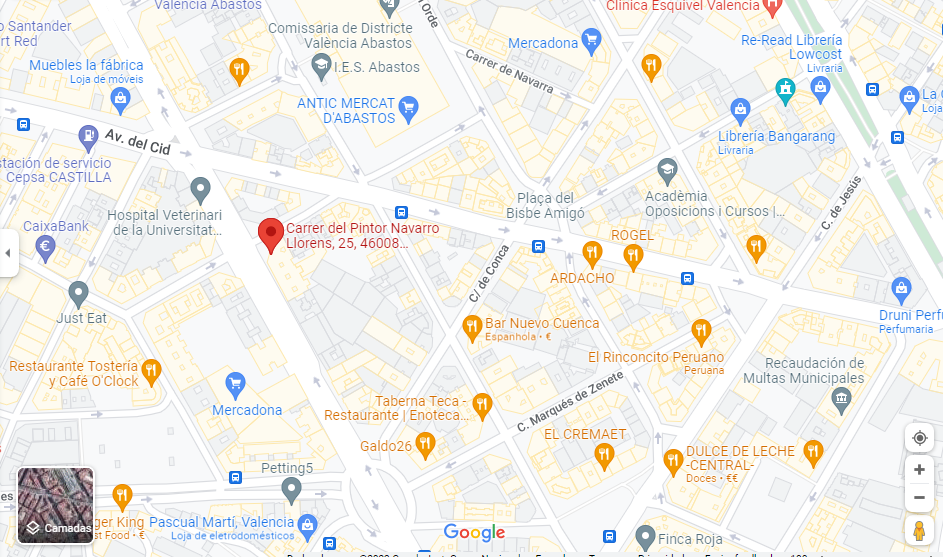 Valencia Abastos
Clínica Esquivel Valencia
o Santander
rt Red
Comissaria de Districte
València Abastos
Orde
Mercadona
Re-Read Librería
Lowcost
Livraria
Muebles la fábrica
Loja de móveis
I.E.S. Abastos
Carrer de Navarra
ANTIC MERCAT
D'ABASTOS
La C
Loja
Av. del Cid
Librería Bangarang
Livraria
stación de servicio
Cepsa CASTILLA
Acadèmia
Oposicions i Cursos |...
C. de Jesús
Plaça del
Bisbe Amigó
Hospital Veterinari
de la Universitat...
CaixaBank
Carrer del Pintor Navarro
Llorens, 25, 46008...
ROGEL
ARDACHO
C/ de Conca
Just Eat
Druni Perfu
Perfumaria
Bar Nuevo Cuenca
Espanhola • €
El Rinconcito Peruano
Peruana
Restaurante Tostería
y Café O'Clock
Recaudación de
Multas Municipales
Mercadona
Taberna Teca -
Restaurante | Enoteca...
C. Marqués de Zenete
Galdo26
EL CREMAET
DULCE DE LECHE
-CENTRAL-
Doces • €€
Petting5
es
Camadas
ger King
st Food
Pascual Martí, Valencia
Loja de eletrodomésticos
Google
Finca Roja